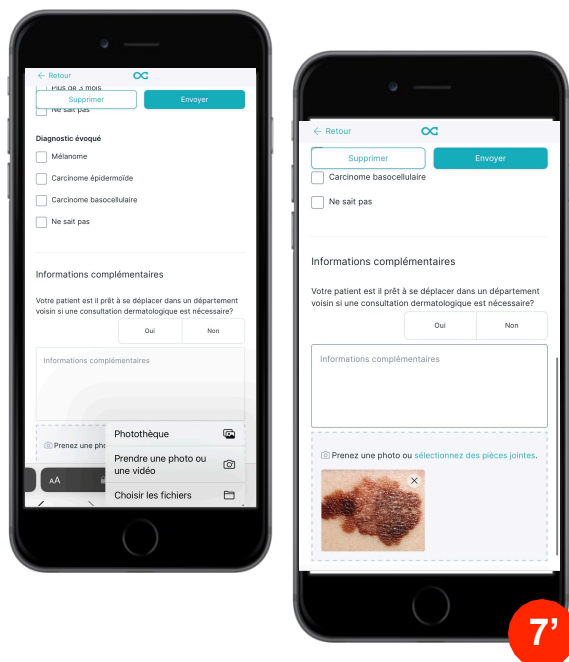 ← Retour
Plus de 3 mois
Supprimer
Envoyer
Ne sait pas
Diagnostic évoqué
Mélanome
Carcinome épidermoïde
Carcinome basocellulaire
Ne sait pas
Informations complémentaires
Votre patient est il prêt à se déplacer dans un département
voisin si une consultation dermatologique est nécessaire?
Oui
Non
Informations complémentaires
Prenez une pho
Photothèque
Prendre une photo ou
une vidéo
Choisir les fichiers
AA
← Retour
Supprimer
Envoyer
Carcinome basocellulaire
Ne sait pas
Informations complémentaires
Votre patient est il prêt à se déplacer dans un département
voisin si une consultation dermatologique est nécessaire?
Oui
Non
Informations complémentaires
Prenez une photo ou sélectionnez des pièces jointes.
7’